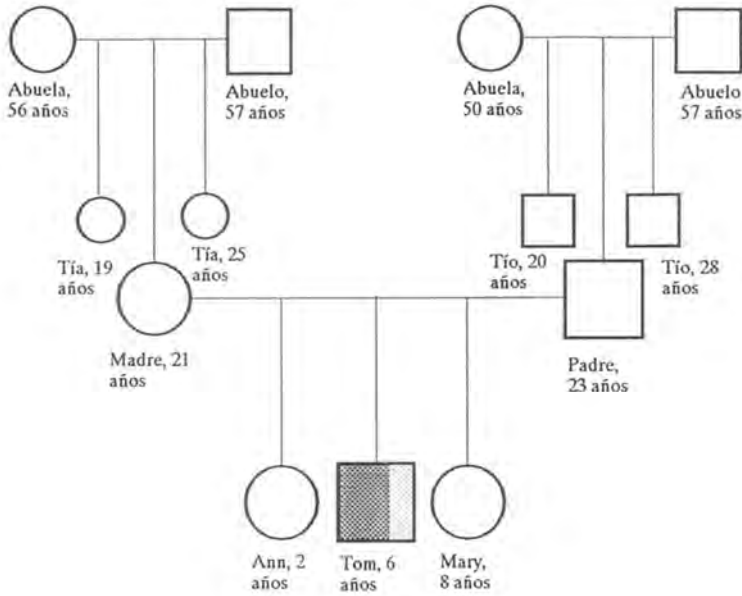 Abuela,
56 años
Abuelo,
57 años
Abuela,
50 años
Abuelo
57 años
Tía, 19
años
Tía, 25
años
Tío, 20
años
Tío, 28
años
Madre, 21
años
Padre,
23 años
Ann, 2
años
Tom, 6
años
Mary,
8 años